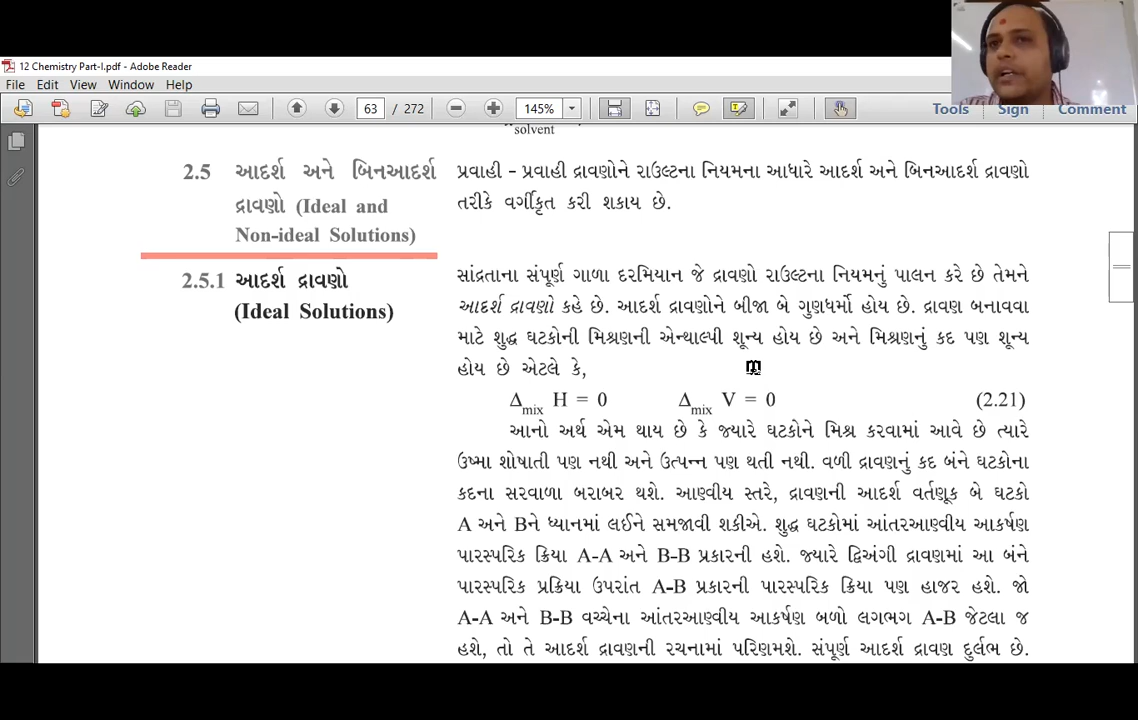 12 Chemistry Part-I.pdf - Adobe Reader
File Edit View Window Help
63 / 272 145% Tools Sign Comment
solvent
2.5 આદર્શ અને બિનઆદર્શ
દ્રાવણો (Ideal and
Non-ideal Solutions)
પ્રવાહી - પ્રવાહી દ્રાવણોને રાઉલ્ટના નિયમના આધારે આદર્શ અને બિનઆદર્શ દ્રાવણો
તરીકે વર્ગીકૃત કરી શકાય છે.
2.5.1 આદર્શ દ્રાવણો
(Ideal Solutions)
સાંદ્રતાના સંપૂર્ણ ગાળા દરમિયાન જે દ્રાવણો રાઉલ્ટના નિયમનું પાલન કરે છે તેમને
આદર્શ દ્રાવણો કહે છે. આદર્શ દ્રાવણોને બીજા બે ગુણધર્મો હોય છે. દ્રાવણ બનાવવા
માટે શુદ્ધ ઘટકોની મિશ્રણની એન્થાલ્પી શૂન્ય હોય છે અને મિશ્રણનું કદ પણ શૂન્ય
હોય છે એટલે કે,
Δmix H = 0 Δmix V = 0 (2.21)
આનો અર્થ એમ થાય છે કે જ્યારે ઘટકોને મિશ્ર કરવામાં આવે છે ત્યારે
ઉષ્મા શોષાતી પણ નથી અને ઉત્પન્ન પણ થતી નથી. વળી દ્રાવણનું કદ બંને ઘટકોના
કદના સરવાળા બરાબર થશે. આણ્વીય સ્તરે, દ્રાવણની આદર્શ વર્તણૂક બે ઘટકો
A અને Bને ધ્યાનમાં લઈને સમજાવી શકીએ. શુદ્ધ ઘટકોમાં આંતરઆણ્વીય આકર્ષણ
પારસ્પરિક ક્રિયા A-A અને B-B પ્રકારની હશે. જ્યારે દ્વિઅંગી દ્રાવણમાં આ બંને
પારસ્પરિક પ્રક્રિયા ઉપરાંત A-B પ્રકારની પારસ્પરિક ક્રિયા પણ હાજર હશે. જો
A-A અને B-B વચ્ચેના આંતરઆણ્વીય આકર્ષણ બળો લગભગ A-B જેટલા જ
હશે, તો તે આદર્શ દ્રાવણની રચનામાં પરિણમશે. સંપૂર્ણ આદર્શ દ્રાવણ દુર્લભ છે.